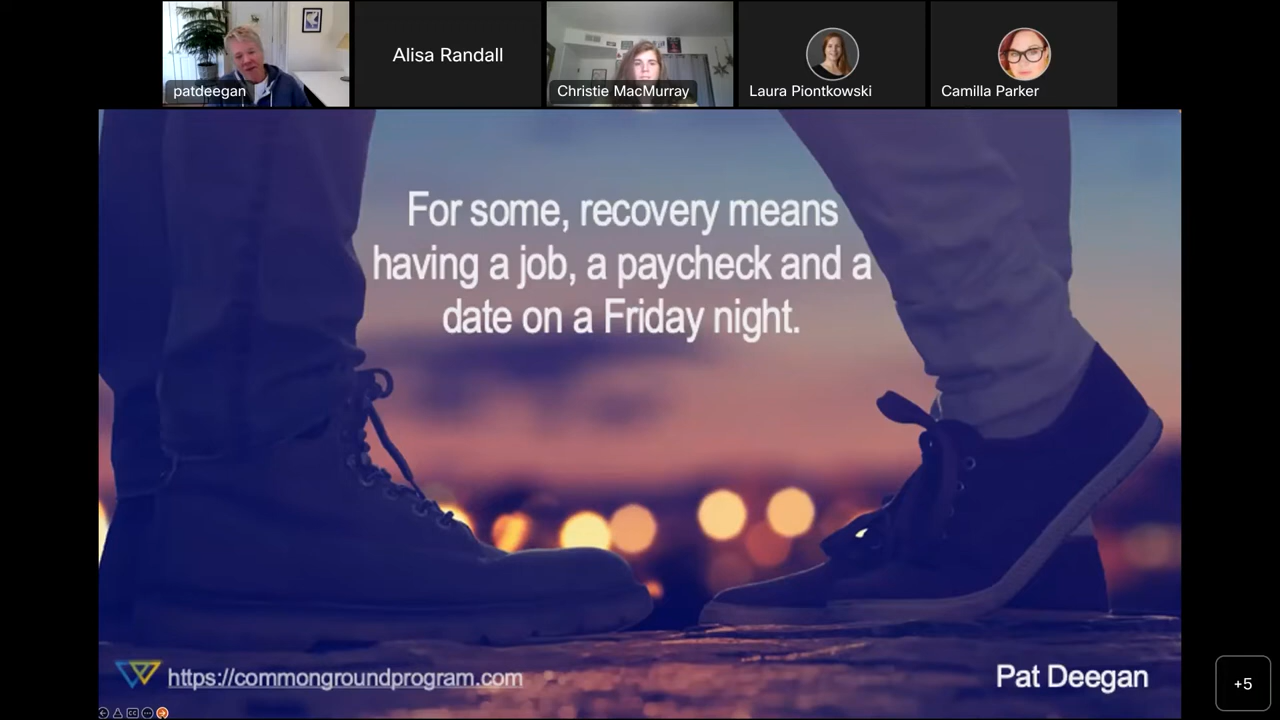 patdeegan
Alisa Randall
Christie MacMurray
Laura Piontkowski
Camilla Parker
For some, recovery means
having a job, a paycheck and a
date on a Friday night.
https://commongroundprogram.com
Pat Deegan
+5